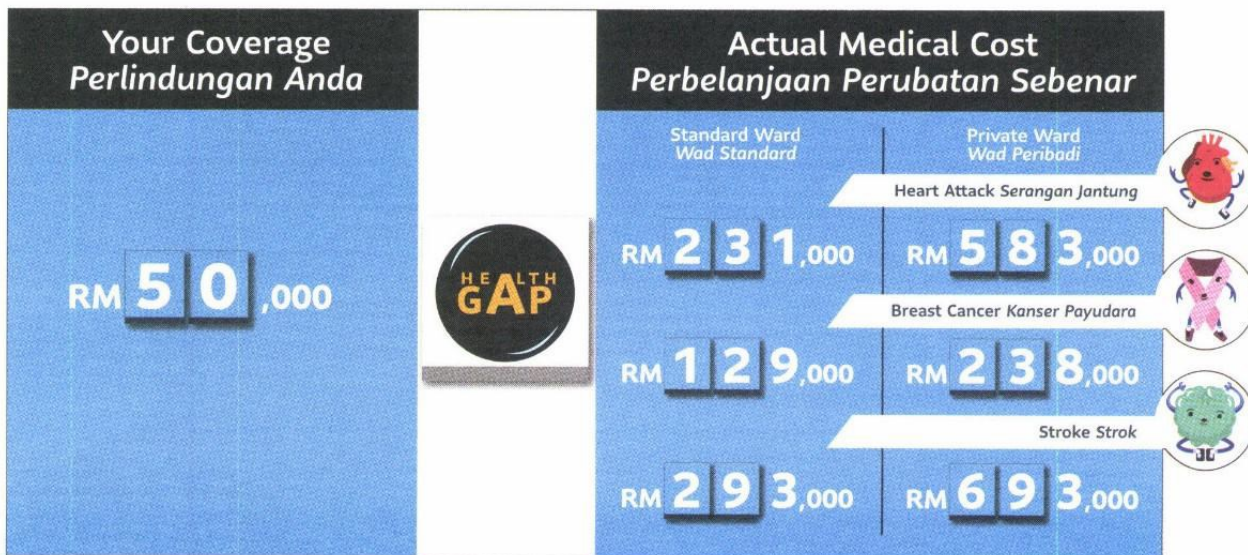 Your Coverage
Perlindungan Anda
RM 50,000
HEALTH
GAP
Actual Medical Cost
Perbelanjaan Perubatan Sebenar
Standard Ward
Wad Standard
Private Ward
Wad Peribadi
Heart Attack Serangan Jantung
RM 231,000
RM 583,000
Breast Cancer Kanser Payudara
RM 129,000
RM 238,000
Stroke Strok
RM 293,000
RM 693,000